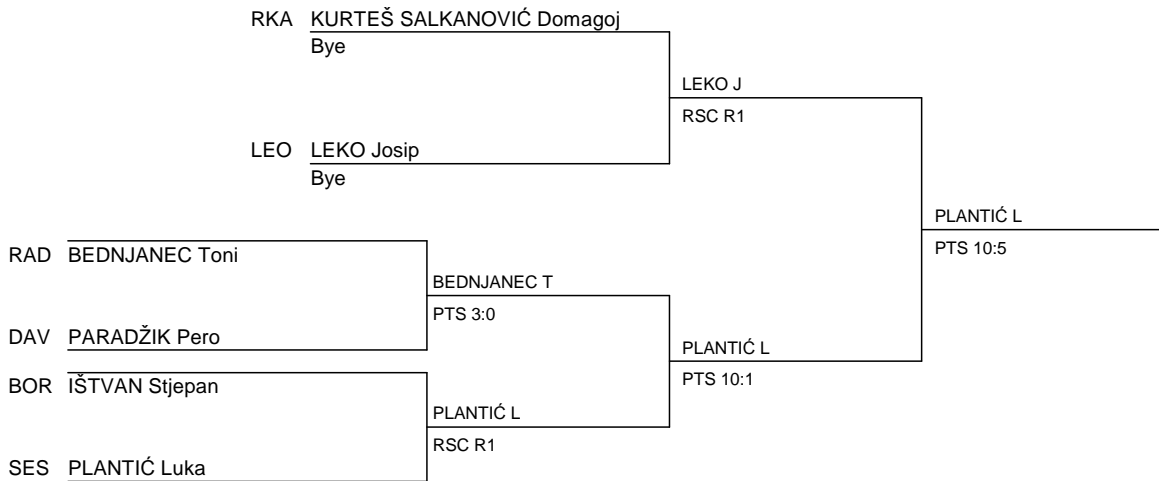 RKA KURTEŠ SALKANOVIĆ Domagoj
Bye
LEKO J
RSC R1
LEO LEKO Josip
Bye
PLANTIĆ L
PTS 10:5
RAD BEDNJANEC Toni
BEDNJANEC T
PTS 3:0
DAV PARADŽIK Pero
PLANTIĆ L
PTS 10:1
BOR IŠTVAN Stjepan
PLANTIĆ L
RSC R1
SES PLANTIĆ Luka